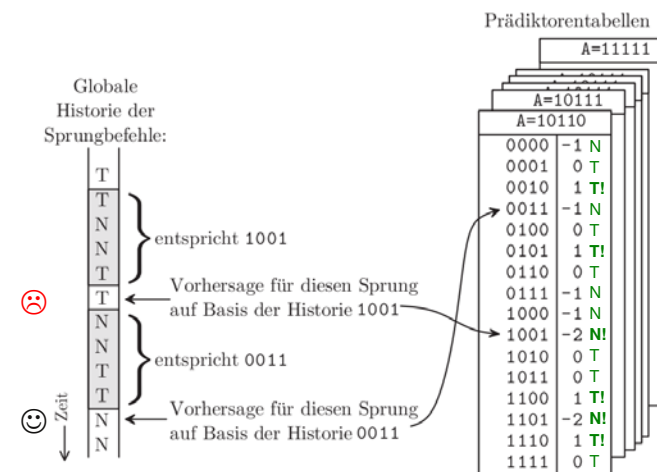 Prädiktorentabellen
A=11111
A=10111
A=10110
0000 -1 N
0001 0 T
0010 1 T!
0011 -1 N
0100 0 T
0101 1 T!
0110 0 T
0111 -1 N
1000 -1 N
1001 -2 N!
1010 0 T
1011 0 T
1100 1 T!
1101 -2 N!
1110 1 T!
1111 0 T
Globale
Historie der
Sprungbefehle:
T
T
N
N
T
T
N
N
T
T
N
N
entspricht 1001
Vorhersage für diesen Sprung
auf Basis der Historie 1001
entspricht 0011
Vorhersage für diesen Sprung
auf Basis der Historie 0011
Zeit